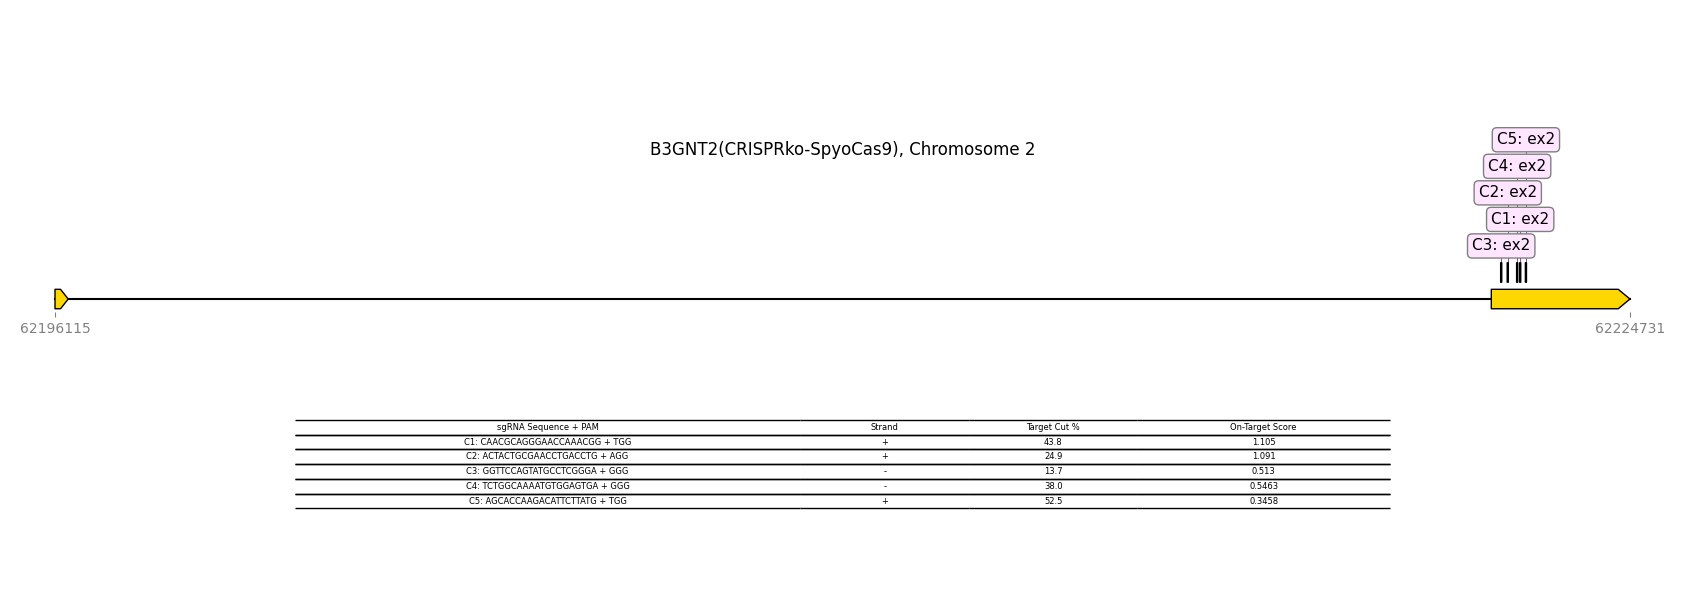 B3GNT2(CRISPRko-SpyoCas9), Chromosome 2
C5: ex2
C4: ex2
C2: ex2
C1: ex2
C3: ex2
62196115 62224731
sgRNA Sequence + PAM Strand Target Cut % On-Target Score
C1: CAACGCAGGGAACCAAACGG + TGG + 43.8 1.105
C2: ACTACTGCGAACCTGACCTG + AGG + 24.9 1.091
C3: GGTTCCAGTATGCCTCGGGA + GGG - 13.7 0.513
C4: TCTGGCAAAATGTGGAGTGA + GGG - 38.0 0.5463
C5: AGCACCAAGACATTCTTATG + TGG + 52.5 0.3458